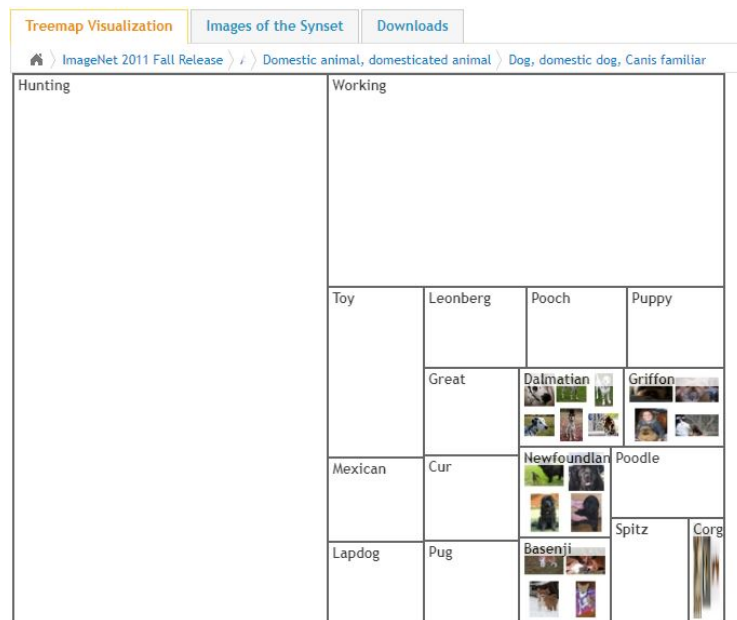 Treemap Visualization
Images of the Synset
Downloads
ImageNet 2011 Fall Release
Domestic animal, domesticated animal
Dog, domestic dog, Canis familiar
Hunting
Working
Toy
Leonberg
Pooch
Puppy
Great
Dalmatian
Griffon
Mexican
Cur
Newfoundlan
Poodle
Spitz
Corg
Lapdog
Pug
Basenji